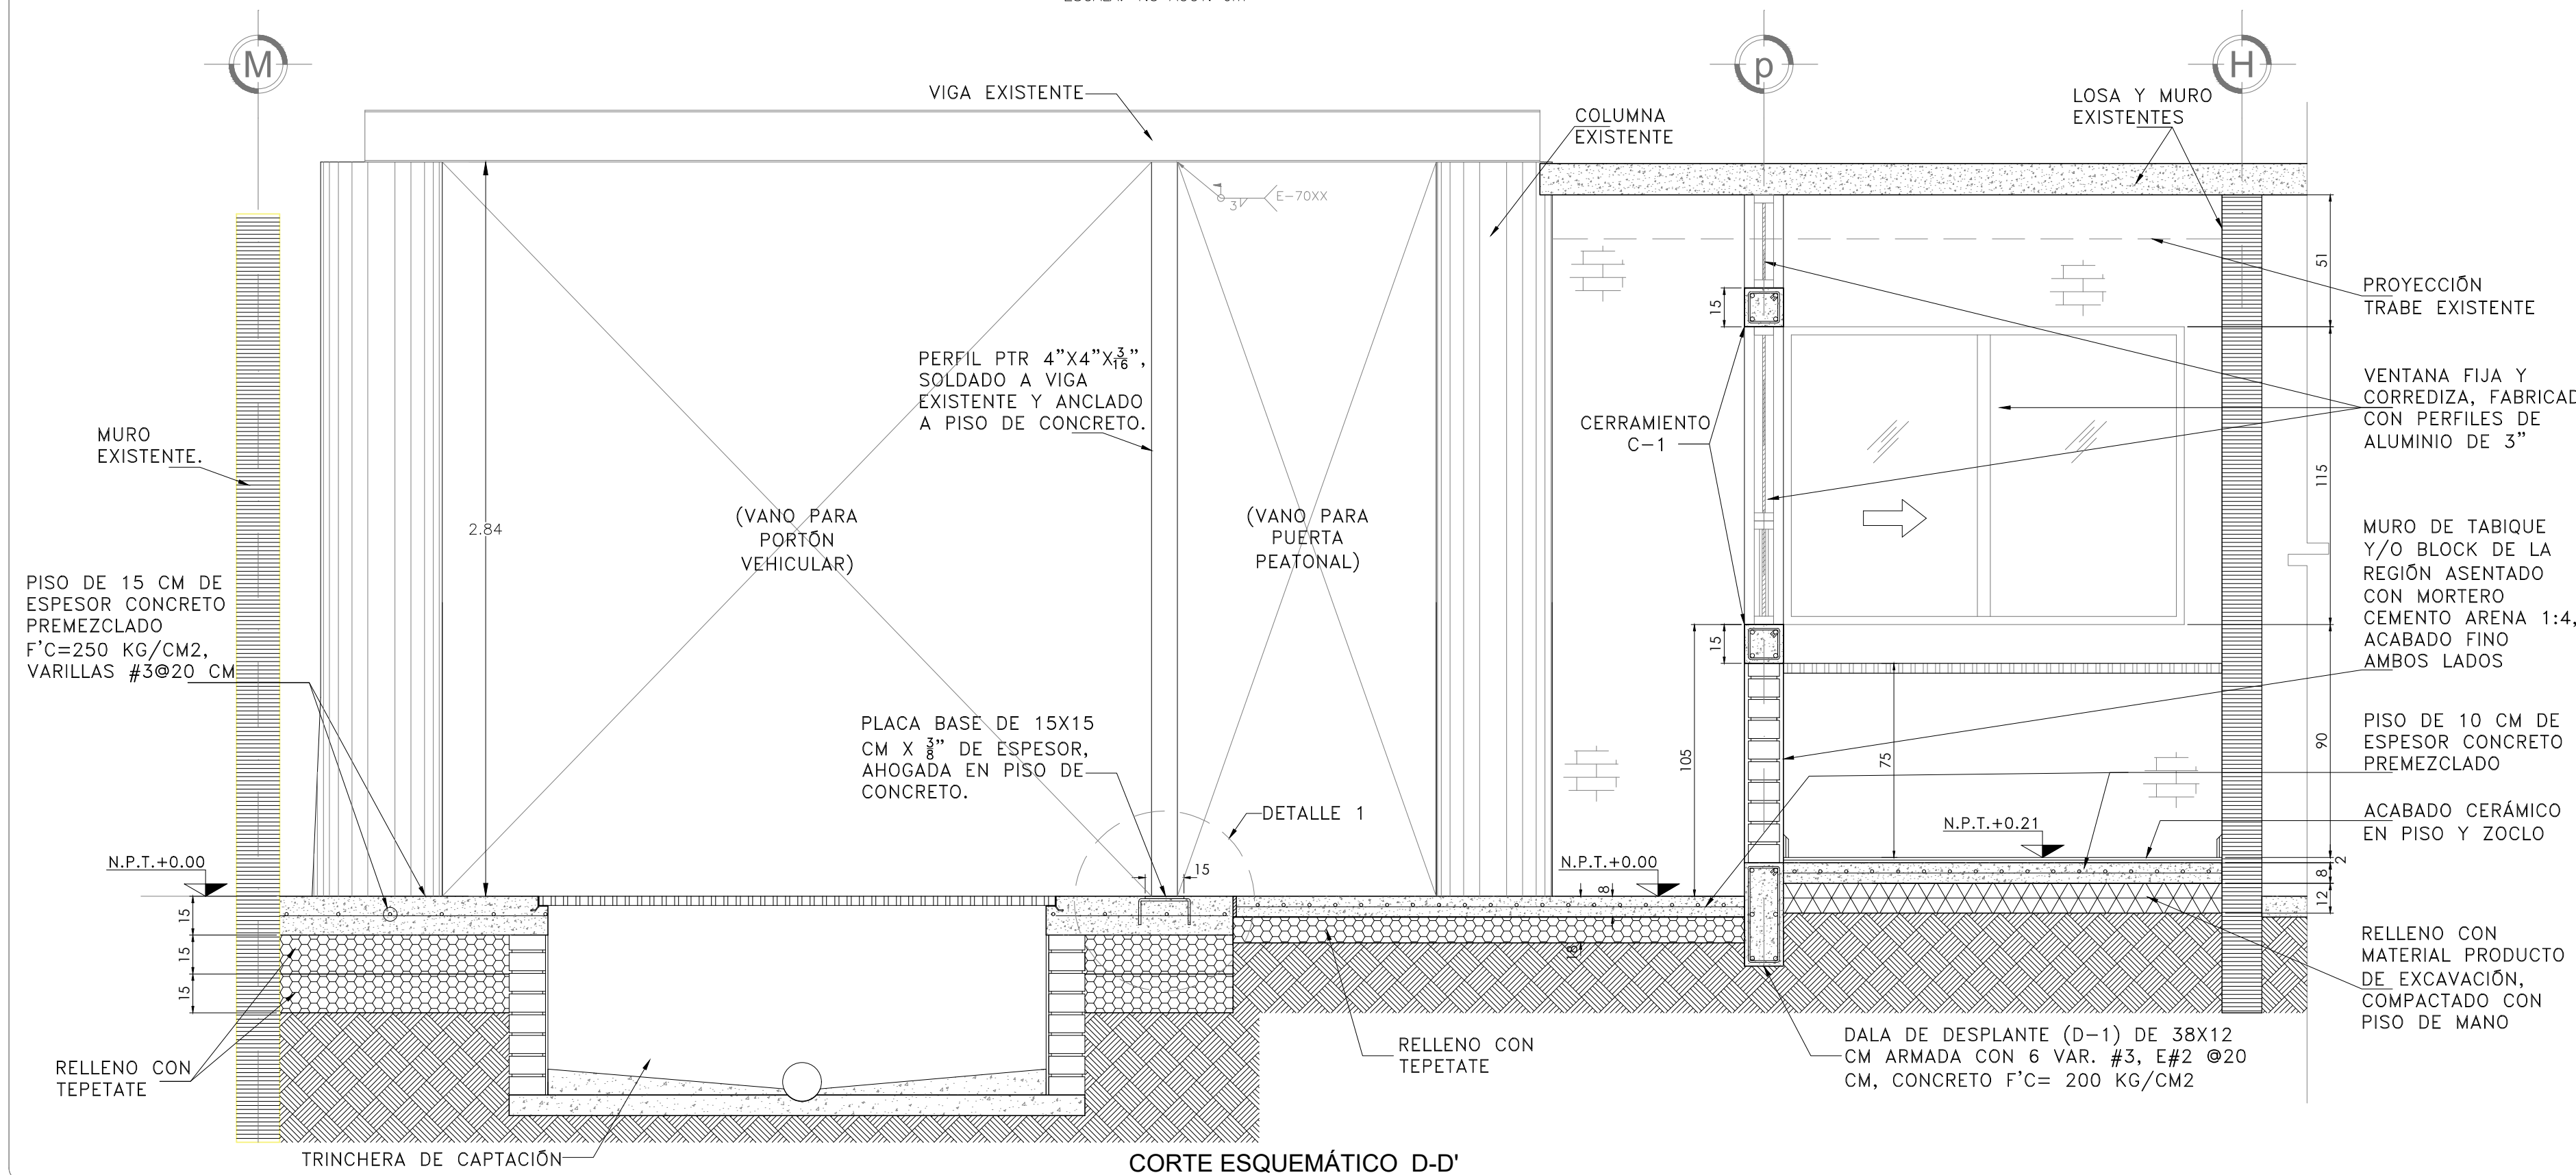 M
p
H
VIGA EXISTENTE
COLUMNA
EXISTENTE
LOSA Y MURO
EXISTENTES
E-70XX
3
2.84
PERFIL PTR 4”X4”X3/16”,
SOLDADO A VIGA
EXISTENTE Y ANCLADO
A PISO DE CONCRETO.
MURO
EXISTENTE.
(VANO PARA
PORTÓN
VEHICULAR)
(VANO PARA
PUERTA
PEATONAL)
CERRAMIENTO
C-1
15
15
51
115
90
2
8
12
105
75
PROYECCIÓN
TRABE EXISTENTE
VENTANA FIJA Y
CORREDIZA, FABRICAD
CON PERFILES DE
ALUMINIO DE 3”
MURO DE TABIQUE
Y/O BLOCK DE LA
REGIÓN ASENTADO
CON MORTERO
CEMENTO ARENA 1:4,
ACABADO FINO
AMBOS LADOS
PISO DE 15 CM DE
ESPESOR CONCRETO
PREMEZCLADO
F'C=250 KG/CM2,
VARILLAS #3@20 CM
PLACA BASE DE 15X15
CM X 3/8” DE ESPESOR,
AHOGADA EN PISO DE
CONCRETO.
DETALLE 1
15
PISO DE 10 CM DE
ESPESOR CONCRETO
PREMEZCLADO
ACABADO CERÁMICO
EN PISO Y ZOCLO
N.P.T.+0.00
N.P.T.+0.00
N.P.T.+0.21
15
15
15
8
18
RELLENO CON
TEPETATE
RELLENO CON
TEPETATE
RELLENO CON
MATERIAL PRODUCTO
DE EXCAVACIÓN,
COMPACTADO CON
PISO DE MANO
DALA DE DESPLANTE (D-1) DE 38X12
CM ARMADA CON 6 VAR. #3, E#2 @20
CM, CONCRETO F'C= 200 KG/CM2
TRINCHERA DE CAPTACIÓN
CORTE ESQUEMÁTICO D-D'